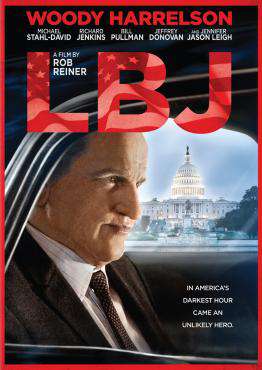 WOODY HARRELSON
MICHAEL STAHL-DAVID RICHARD JENKINS BILL PULLMAN JEFFREY DONOVAN AND JENNIFER JASON LEIGH
A FILM BY
ROB
REINER
LBJ
IN AMERICA'S
DARKEST HOUR
CAME AN
UNLIKELY HERO.